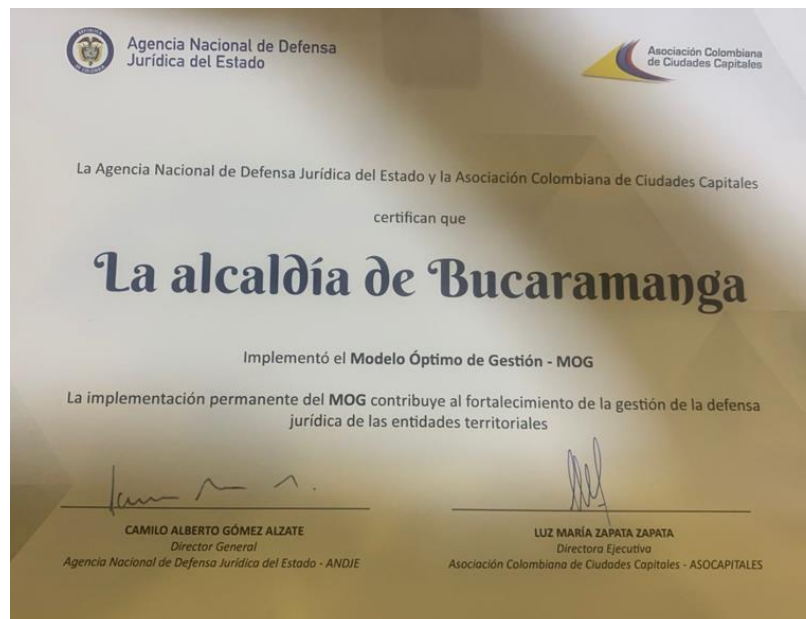 Agencia Nacional de Defensa
Jurídica del Estado
Asociación Colombiana
de Ciudades Capitales
La Agencia Nacional de Defensa Jurídica del Estado y la Asociación Colombiana de Ciudades Capitales
certifican que
La alcaldía de Bucaramanga
Implementó el Modelo Óptimo de Gestión - MOG
La implementación permanente del MOG contribuye al fortalecimiento de la gestión de la defensa
jurídica de las entidades territoriales
CAMILO ALBERTO GÓMEZ ALZATE
Director General
Agencia Nacional de Defensa Jurídica del Estado - ANDJE
LUZ MARÍA ZAPATA ZAPATA
Directora Ejecutiva
Asociación Colombiana de Ciudades Capitales - ASOCAPITALES